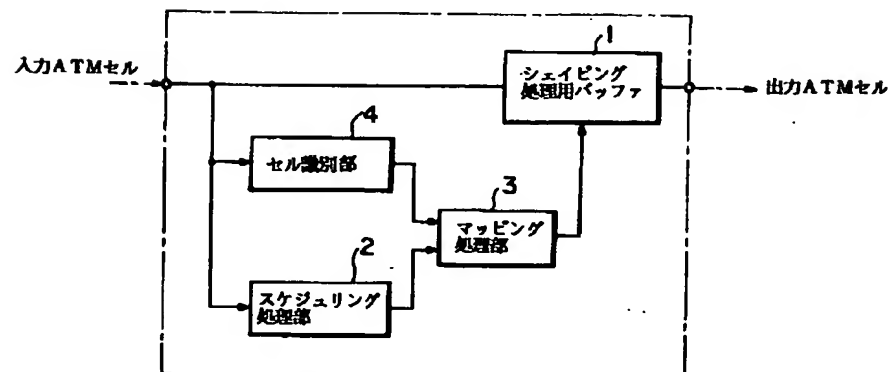 1
入力ATMセル
シェイピング
処理用バッファ
出力ATMセル
4
セル識別部
3
マッピング
処理部
2
スケジュリング
処理部